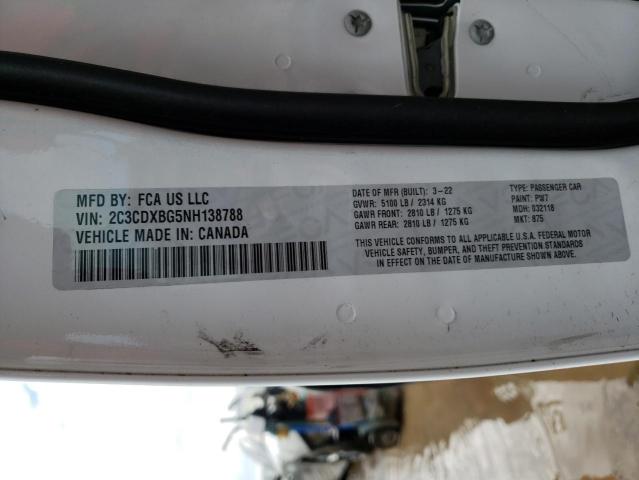 MFD BY: FCA US LLC
VIN: 2C3CDXBG5NH138788
VEHICLE MADE IN: CANADA
DATE OF MFR (BUILT): 3-22
GVWR: 5100 LB / 2314 KG
GAWR FRONT: 2810 LB / 1275 KG
GAWR REAR: 2810 LB / 1275 KG
TYPE: PASSENGER CAR
PAINT: PW7
MDH: 032118
MKT: 875
THIS VEHICLE CONFORMS TO ALL APPLICABLE U.S.A. FEDERAL MOTOR
VEHICLE SAFETY, BUMPER, AND THEFT PREVENTION STANDARDS
IN EFFECT ON THE DATE OF MANUFACTURE SHOWN ABOVE.